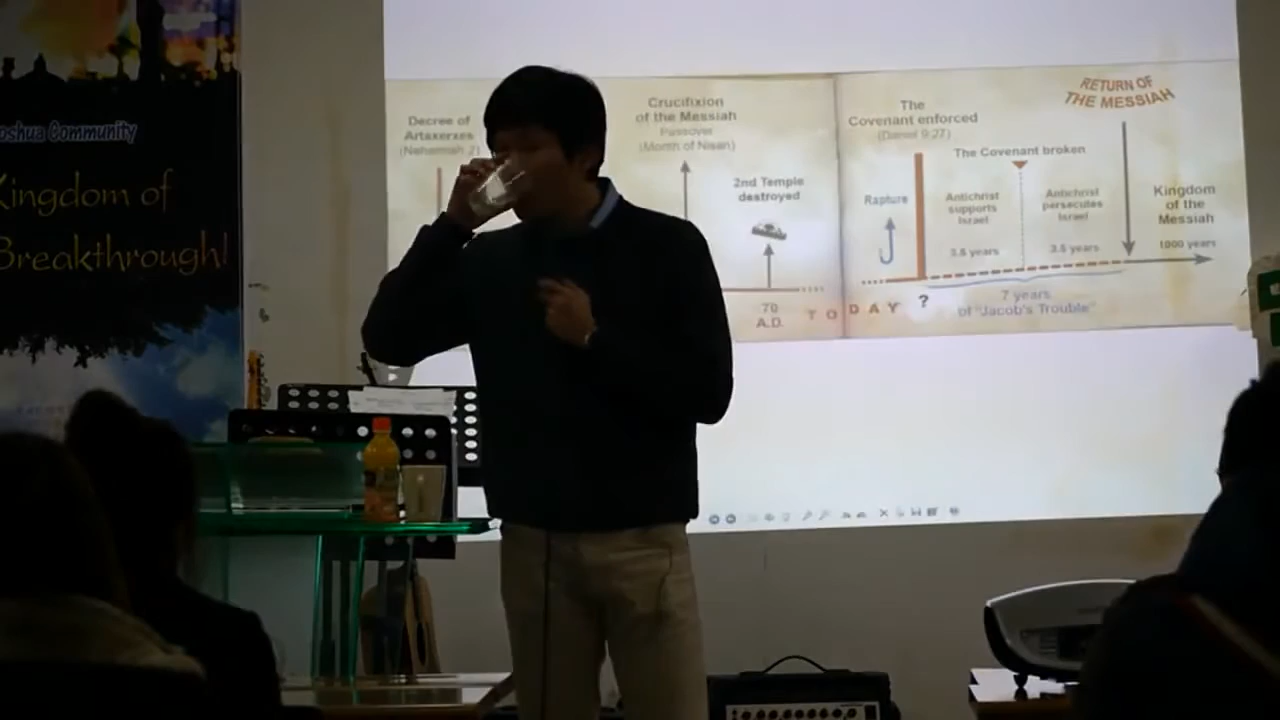 oshua Community
Kingdom of
Breakthrough!
Decree of
Artaxerxes
(Nehemiah 2)
Crucifixion
of the Messiah
Passover
(Month of Nisan)
2nd Temple
destroyed
70
A.D.
TODAY
?
The
Covenant enforced
(Daniel 9:27)
Rapture
The Covenant broken
Antichrist
supports
Israel
3.5 years
Antichrist
persecutes
Israel
3.5 years
7 years
of "Jacob's Trouble"
RETURN OF
THE MESSIAH
Kingdom
of the
Messiah
1000 years